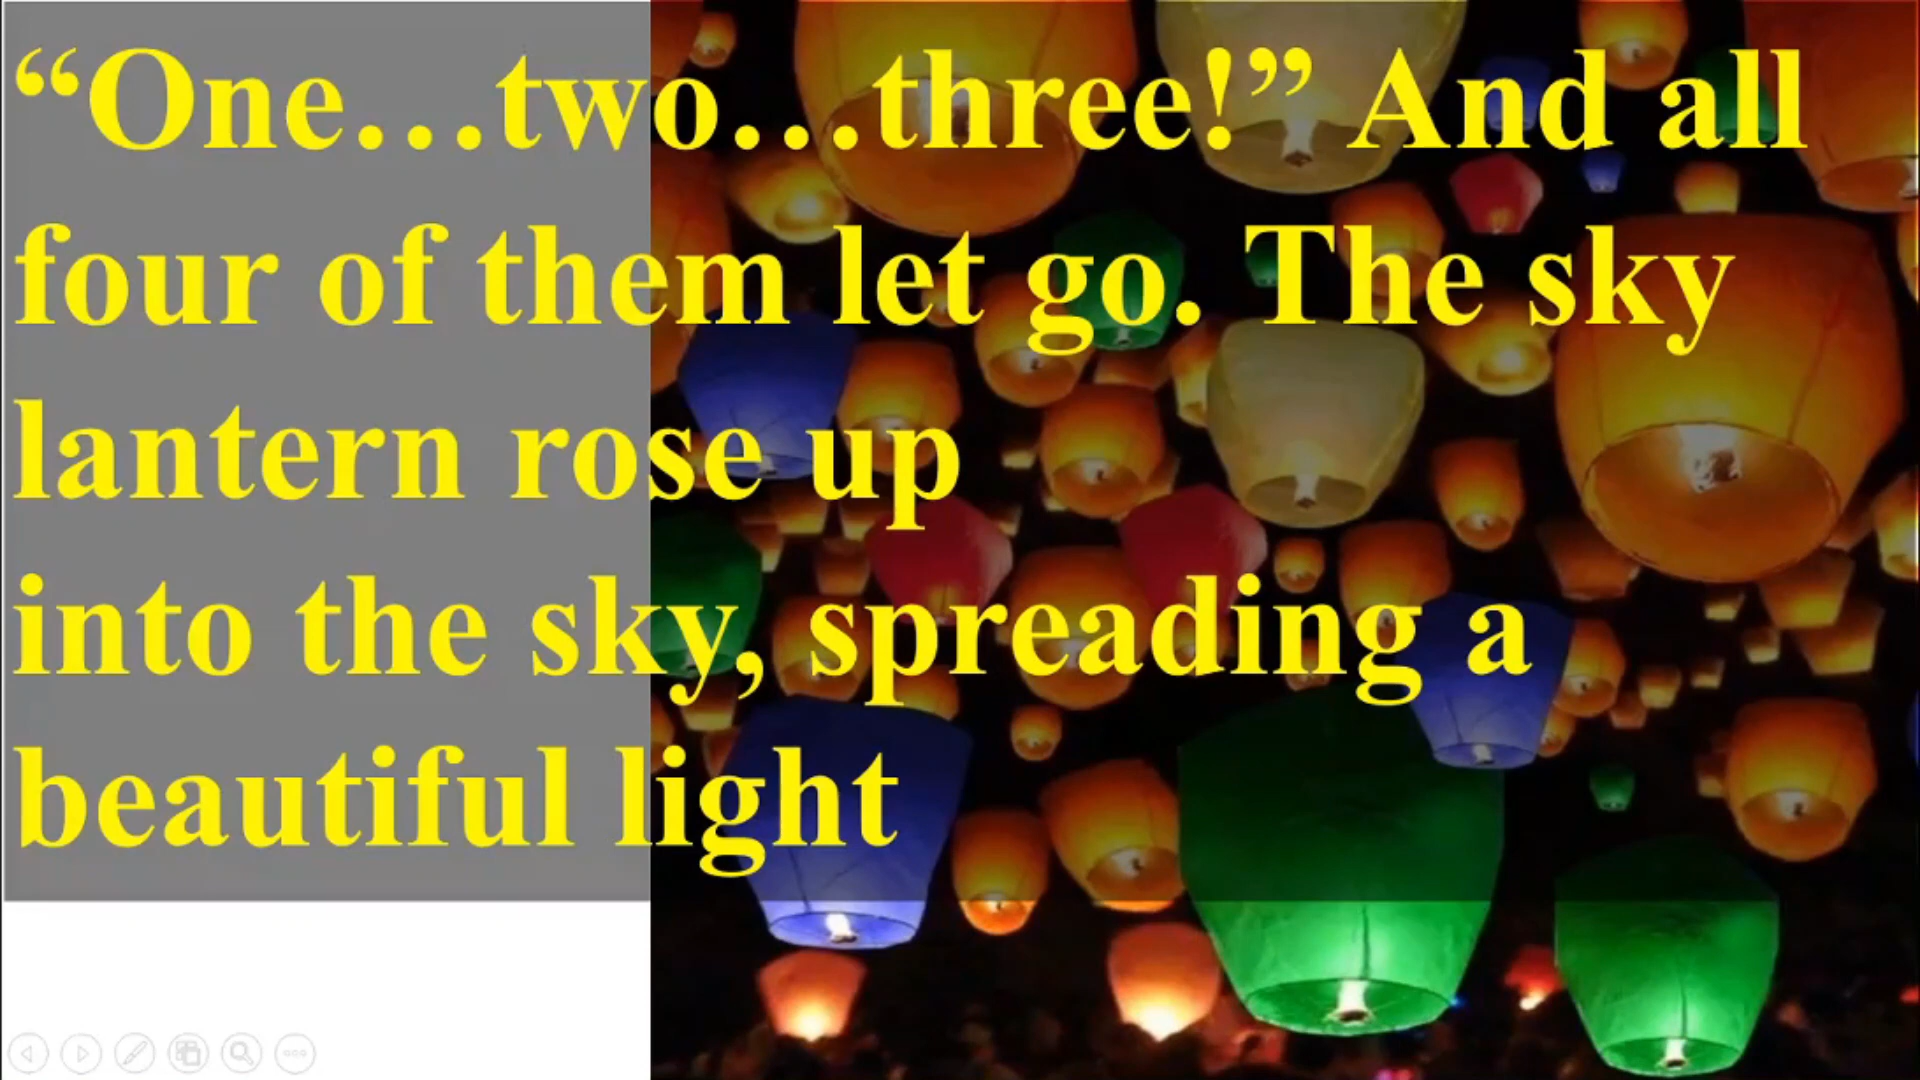 “One…two…three!” And all
four of them let go. The sky
lantern rose up
into the sky, spreading a
beautiful light